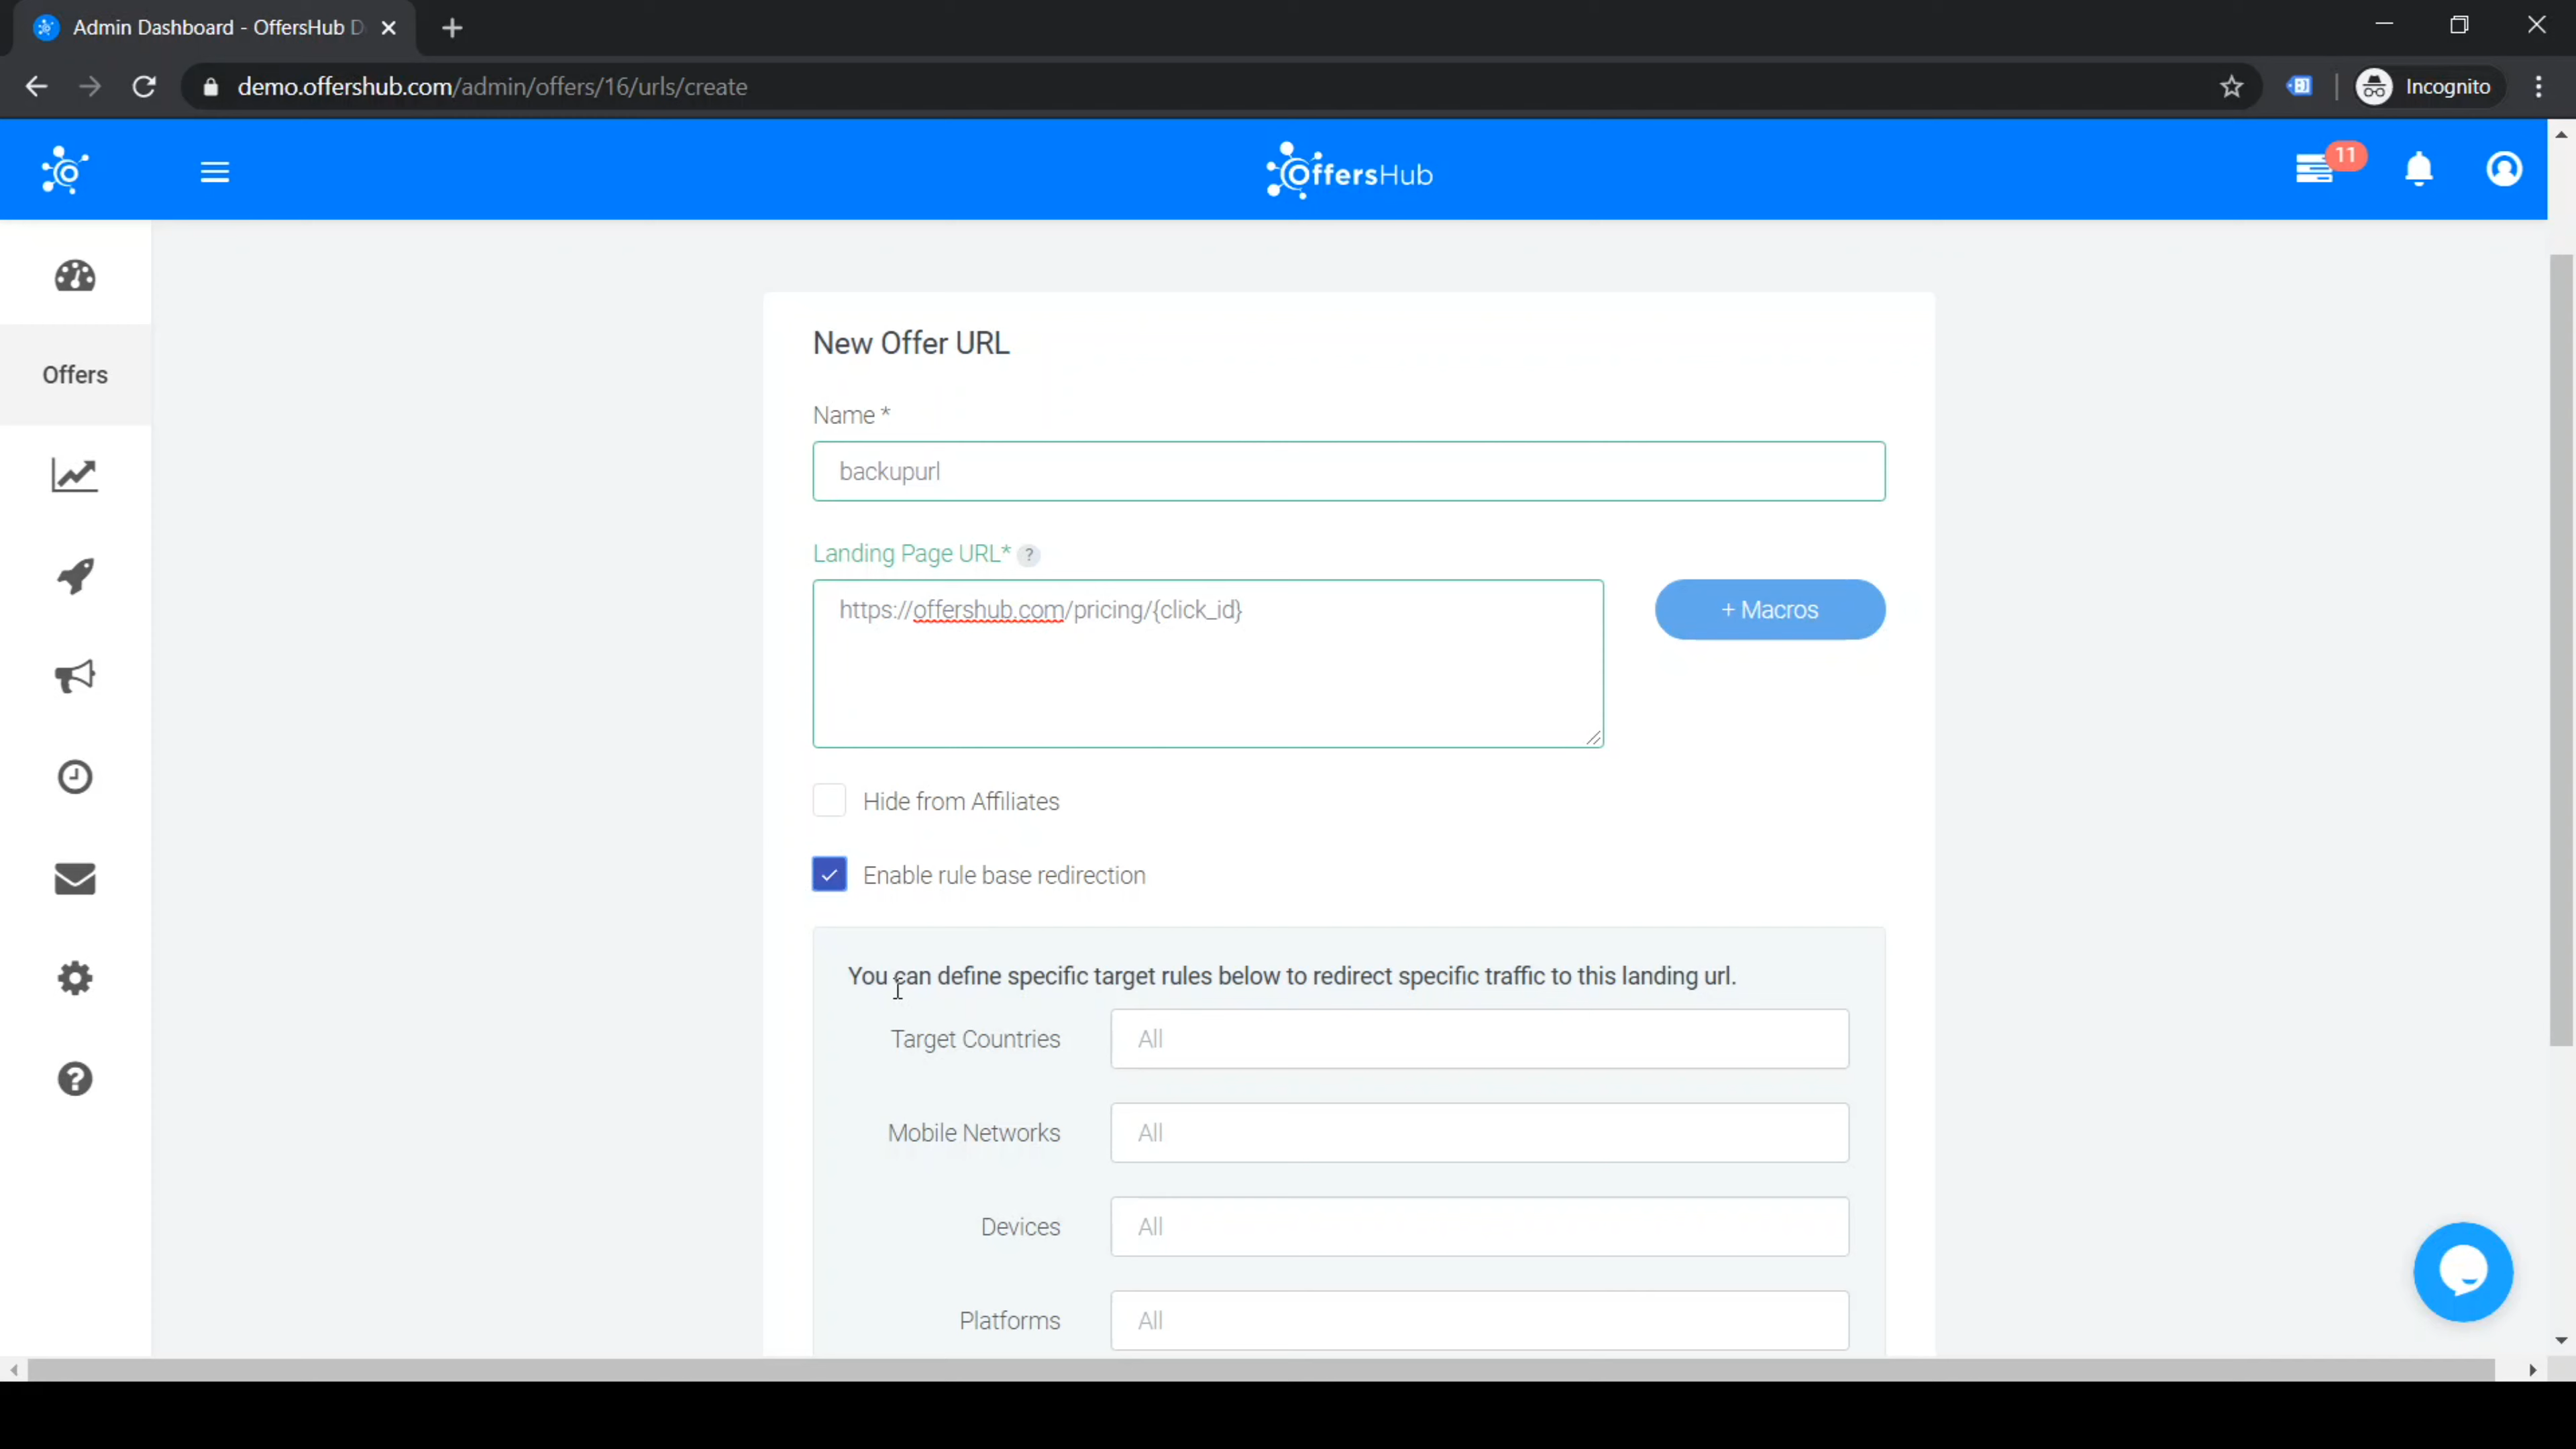 Admin Dashboard - OffersHub D
demo.offershub.com/admin/offers/16/urls/create
Incognito
OffersHub
11
Offers
New Offer URL
Name *
backupurl
Landing Page URL* ?
https://offershub.com/pricing/{click_id}
+ Macros
Hide from Affiliates
Enable rule base redirection
You can define specific target rules below to redirect specific traffic to this landing url.
Target Countries
All
Mobile Networks
All
Devices
All
Platforms
All